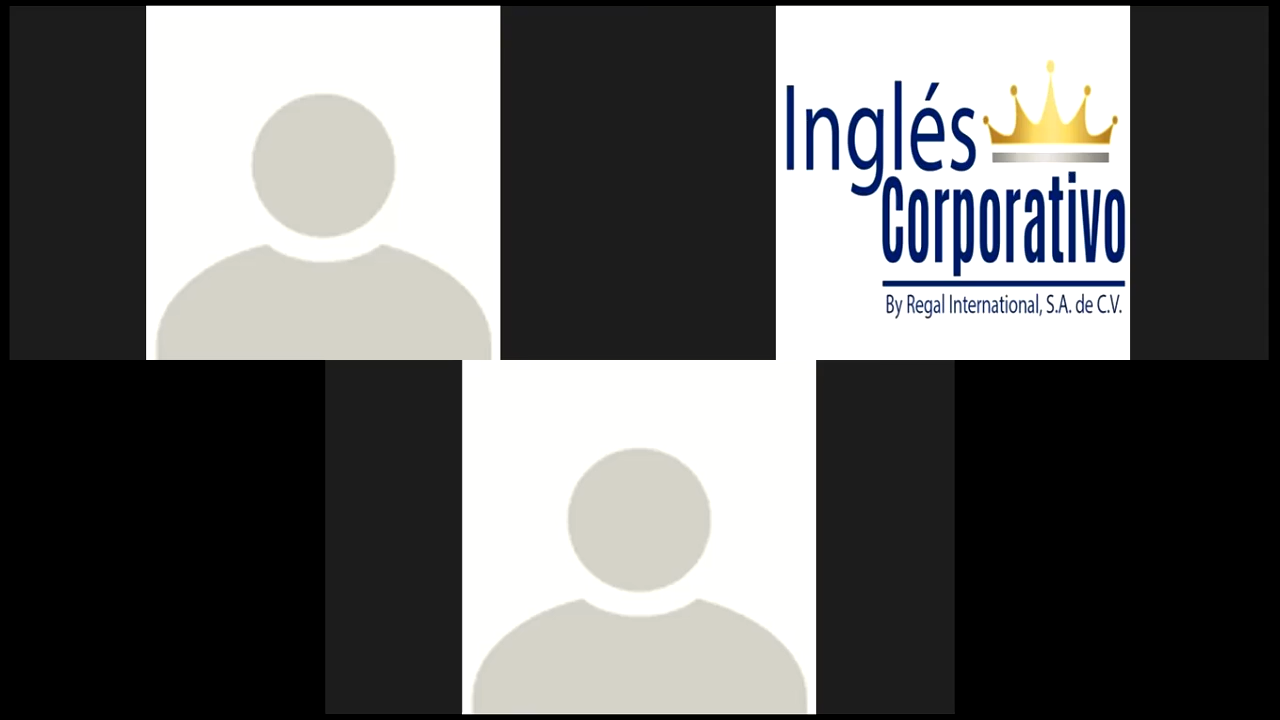 Inglés
Corporativo
By Regal International, S.A. de C.V.